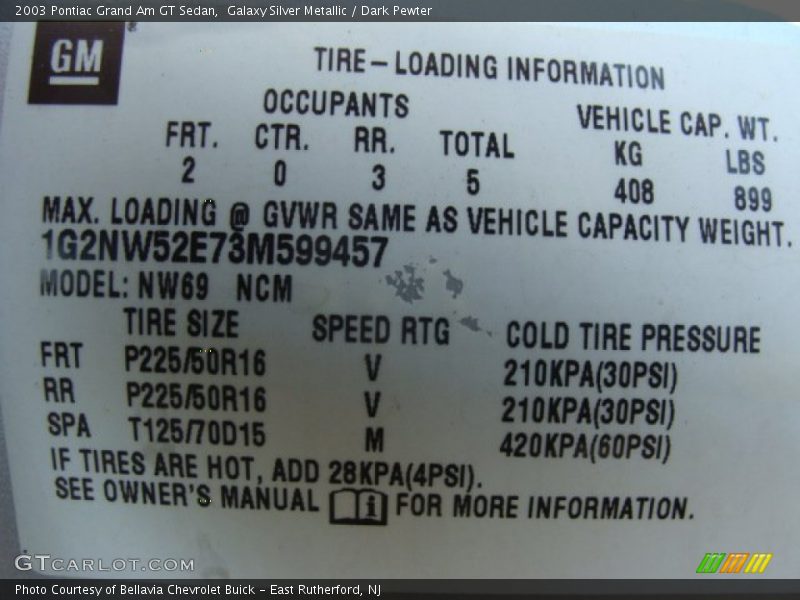 2003 Pontiac Grand Am GT Sedan, Galaxy Silver Metallic / Dark Pewter
GM
TIRE-LOADING INFORMATION
OCCUPANTS VEHICLE CAP. WT.
FRT. CTR. RR. TOTAL KG LBS
2 0 3 5 408 899
MAX. LOADING @ GVWR SAME AS VEHICLE CAPACITY WEIGHT.
1G2NW52E73M599457
MODEL: NW69 NCM
TIRE SIZE SPEED RTG COLD TIRE PRESSURE
FRT P225/50R16 V 210KPA(30PSI)
RR P225/50R16 V 210KPA(30PSI)
SPA T125/70D15 M 420KPA(60PSI)
IF TIRES ARE HOT, ADD 28KPA(4PSI).
SEE OWNER'S MANUAL i FOR MORE INFORMATION.
GTCARLOT.COM
Photo Courtesy of Bellavia Chevrolet Buick - East Rutherford, NJ